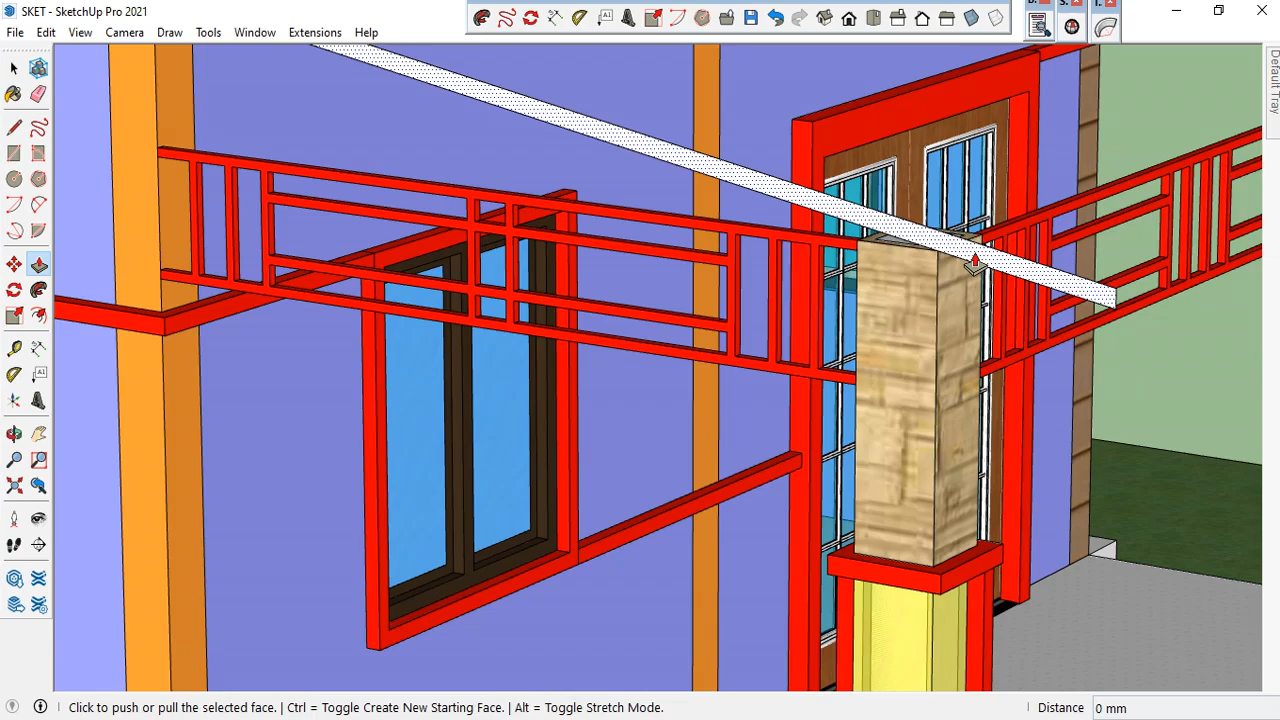 SKET - SketchUp Pro 2021
File Edit View Camera Draw Tools Window Extensions Help
Default Tray
Click to push or pull the selected face. | Ctrl = Toggle Create New Starting Face. | Alt = Toggle Stretch Mode.
Distance 0 mm